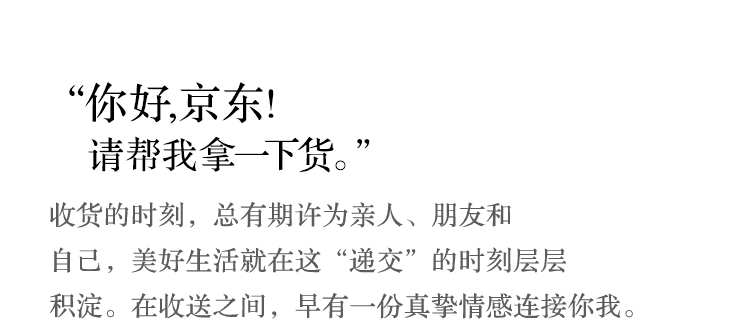 “你好,京东!
请帮我拿一下货。”
收货的时刻，总有期许为亲人、朋友和
自己，美好生活就在这“递交”的时刻层层
积淀。在收送之间，早有一份真挚情感连接你我。